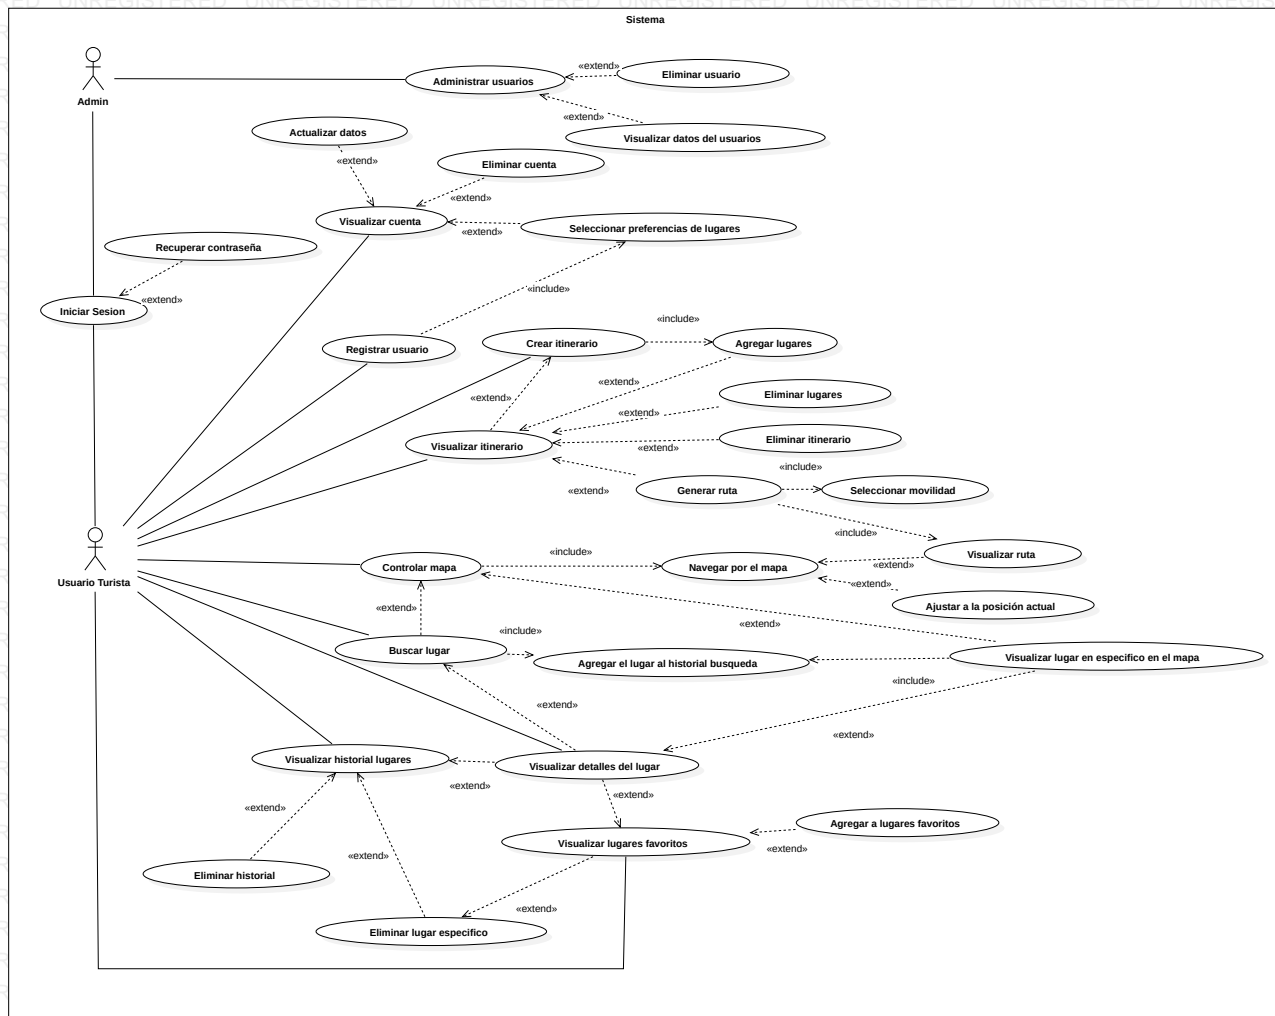 UNREGISTERED UNREGISTERED UNREGISTERED UNREGISTERED UNREGISTERED UNREGISTERED
Sistema
Admin
Administrar usuarios
«extend»
Eliminar usuario
«extend»
Visualizar datos del usuarios
Actualizar datos
«extend»
Eliminar cuenta
«extend»
Visualizar cuenta
«extend»
Seleccionar preferencias de lugares
Recuperar contraseña
«extend»
Iniciar Sesion
«include»
Registrar usuario
Crear itinerario
«include»
Agregar lugares
«extend»
«extend»
Eliminar lugares
«extend»
Visualizar itinerario
«extend»
Eliminar itinerario
«extend»
Generar ruta
«include»
Seleccionar movilidad
«include»
Visualizar ruta
Usuario Turista
Controlar mapa
«include»
Navegar por el mapa
«extend»
«extend»
Ajustar a la posición actual
«extend»
«extend»
Buscar lugar
«include»
Agregar el lugar al historial busqueda
Visualizar lugar en especifico en el mapa
«include»
«extend»
«extend»
Visualizar historial lugares
«extend»
Visualizar detalles del lugar
«extend»
«extend»
Visualizar lugares favoritos
Agregar a lugares favoritos
«extend»
«extend»
Eliminar historial
«extend»
Eliminar lugar especifico